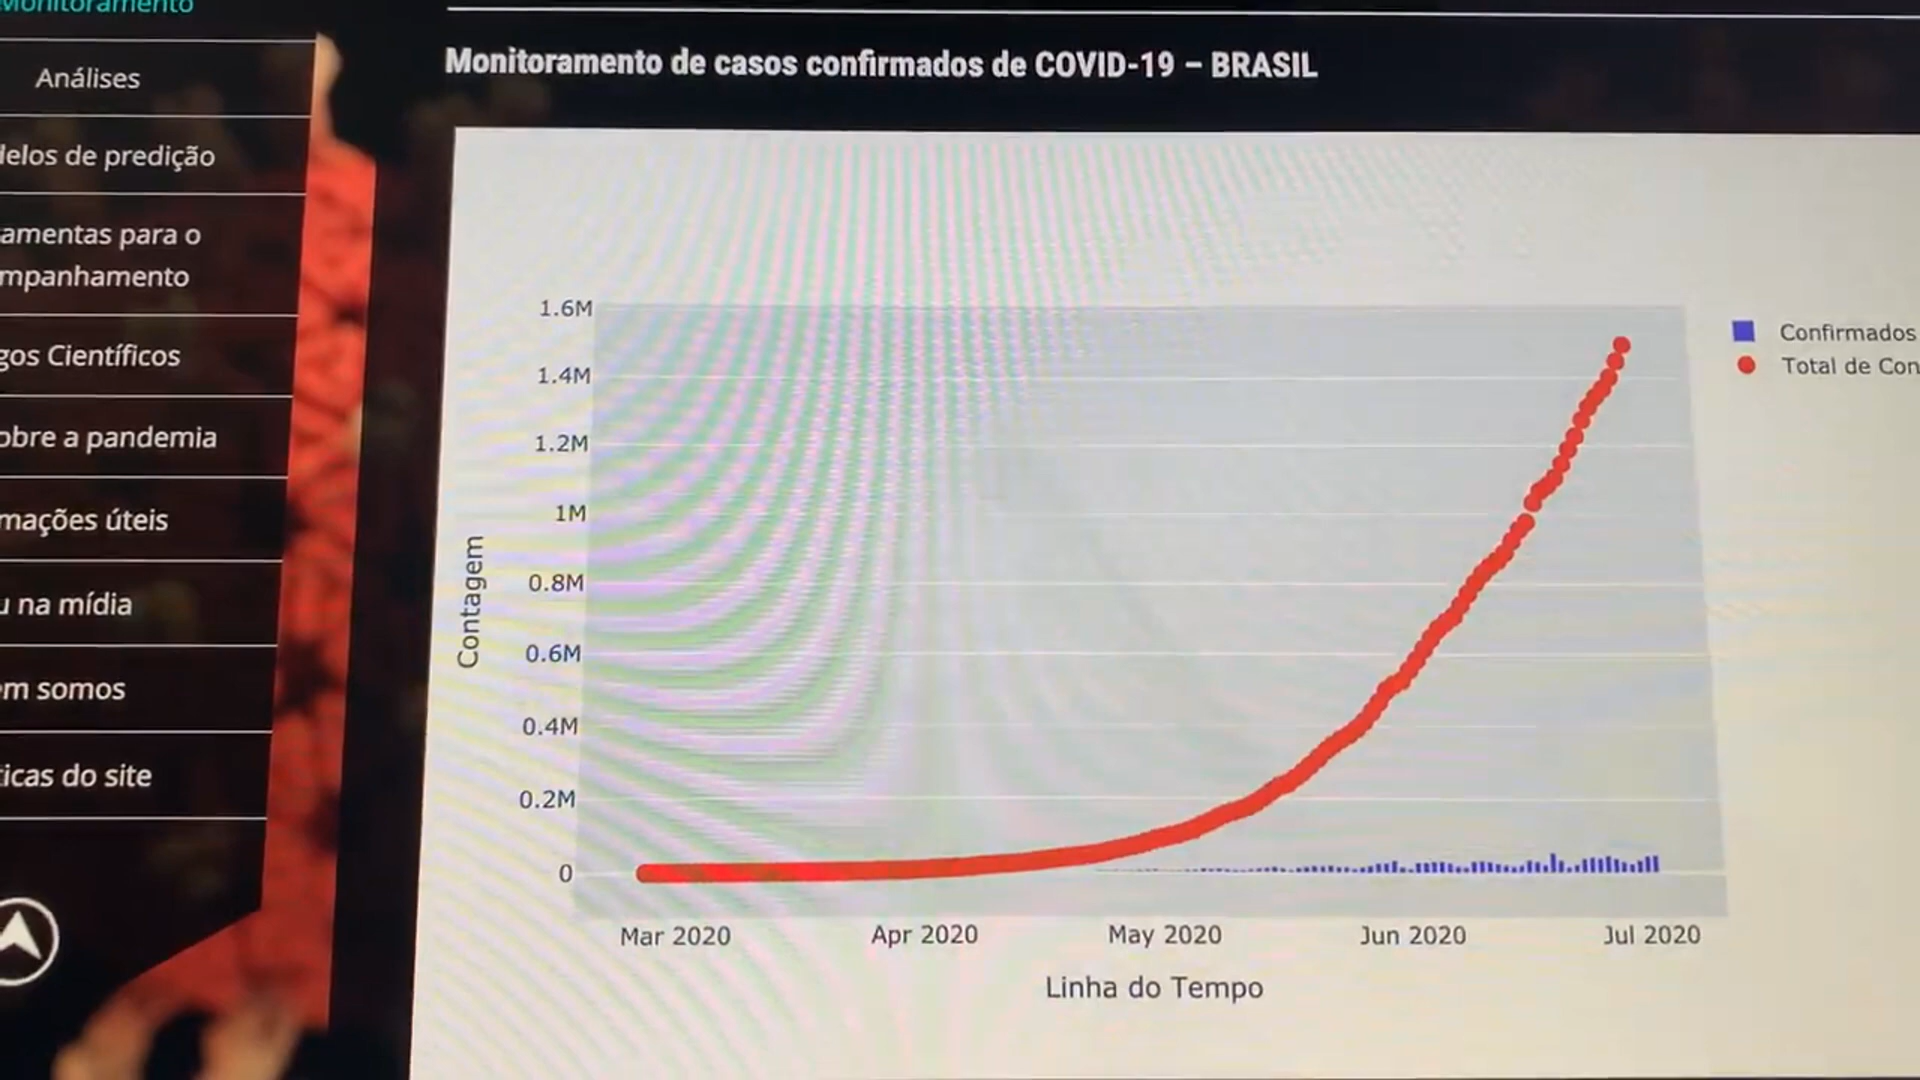 Monitoramento
Análises
delos de predição
amentas para o
mpanhamento
gos Científicos
obre a pandemia
mações úteis
u na mídia
em somos
ticas do site
Monitoramento de casos confirmados de COVID-19 – BRASIL
1.6M
1.4M
1.2M
1M
0.8M
0.6M
0.4M
0.2M
0
Contagem
Mar 2020
Apr 2020
May 2020
Jun 2020
Jul 2020
Linha do Tempo
Confirmados
Total de Con